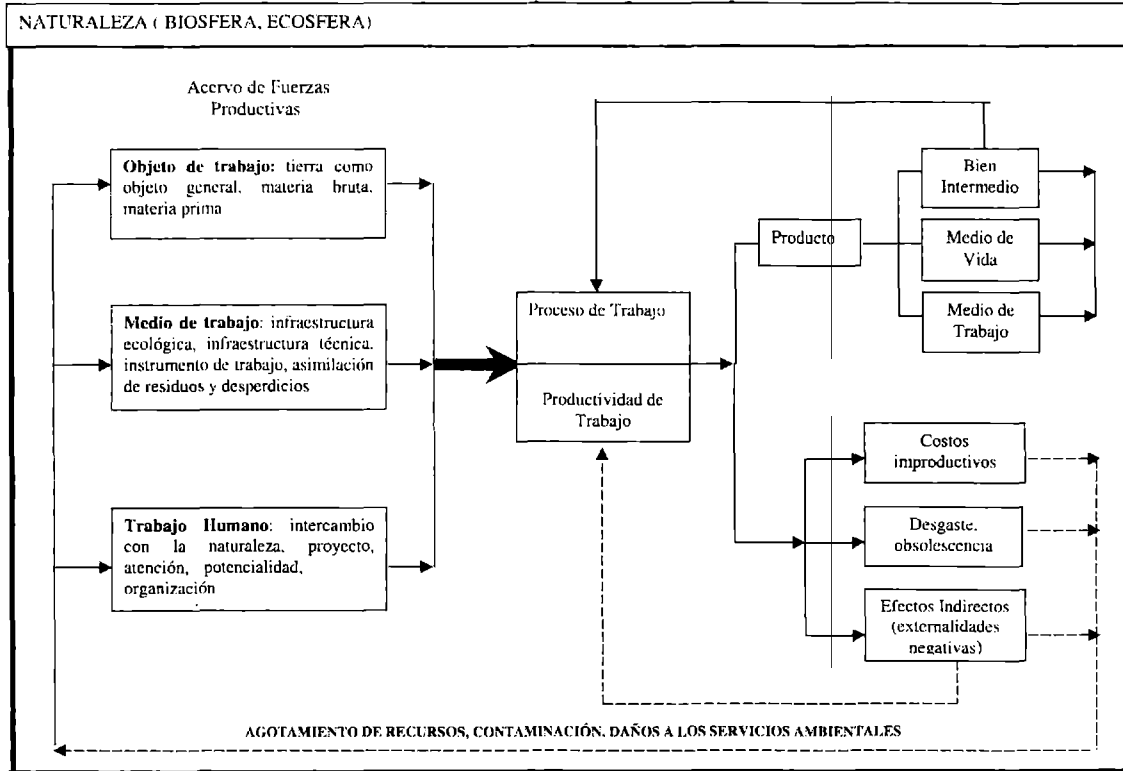 NATURALEZA ( BIOSFERA, ECOSFERA)
Acervo de Fuerzas
Productivas
Objeto de trabajo: tierra como
objeto general, materia bruta,
materia prima
Medio de trabajo: infraestructura
ecológica, infraestructura técnica.
instrumento de trabajo, asimilación
de residuos y desperdicios
Trabajo Humano: intercambio
con la naturaleza, proyecto,
atención, potencialidad,
organización
Proceso de Trabajo
Productividad de
Trabajo
Producto
Bien
Intermedio
Medio de
Vida
Medio de
Trabajo
Costos
improductivos
Desgaste,
obsolescencia
Efectos Indirectos
(externalidades
negativas)
AGOTAMIENTO DE RECURSOS, CONTAMINACIÓN, DAÑOS A LOS SERVICIOS AMBIENTALES